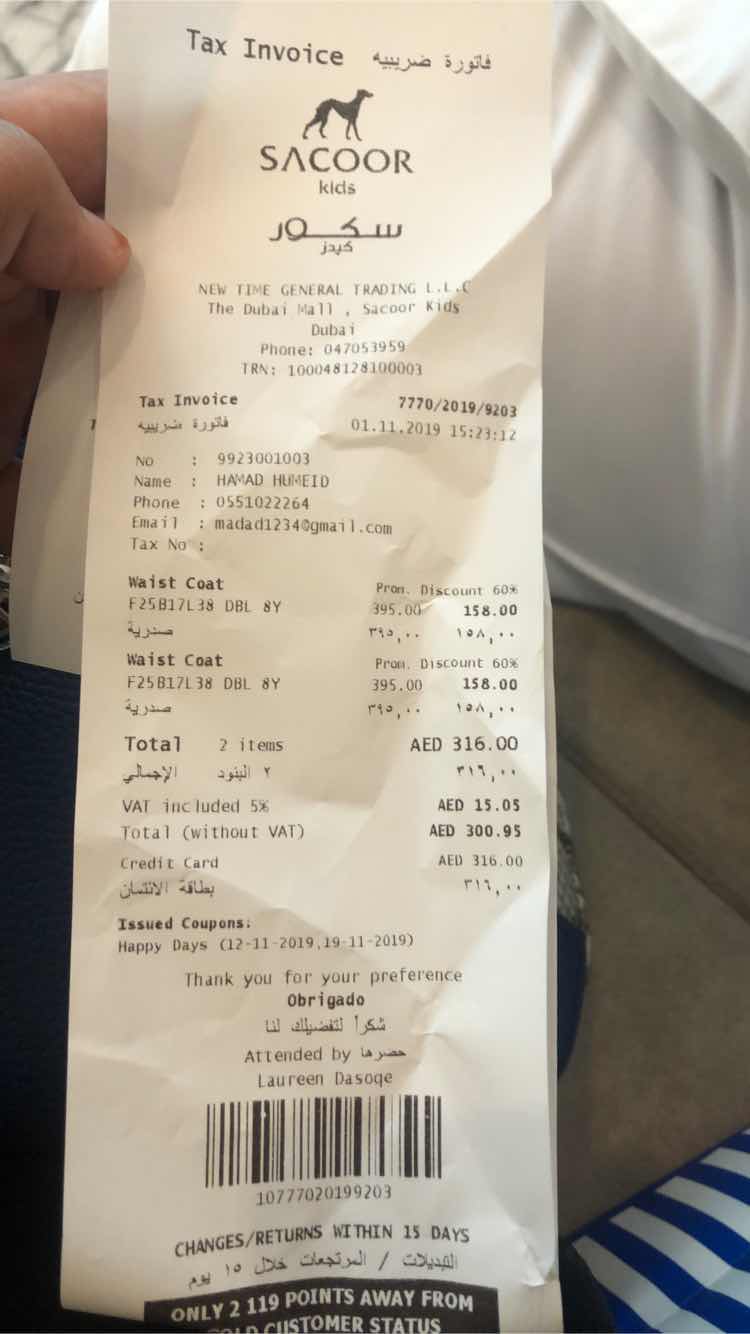 Tax Invoice فاتورة ضريبيه
SACOOR
kids
سكور
كيدز
NEW TIME GENERAL TRADING L.L.C
The Dubai Mall , Sacoor Kids
Dubai
Phone: 047053959
TRN: 100048128100003
Tax Invoice 7770/2019/9203
فاتورة ضريبيه 01.11.2019 15:23:12
No : 9923001003
Name : HAMAD HUMEID
Phone : 0551022264
Email : madad1234@gmail.com
Tax No :
Waist Coat Prom. Discount 60%
F25B17L38 DBL 8Y 395.00 158.00
صدرية ٣٩٥,٠٠ ١٥٨,٠٠
Waist Coat Prom. Discount 60%
F25B17L38 DBL 8Y 395.00 158.00
صدرية ٣٩٥,٠٠ ١٥٨,٠٠
Total 2 items AED 316.00
الإجمالي ٢ البنود ٣١٦,٠٠
VAT included 5% AED 15.05
Total (without VAT) AED 300.95
Credit Card AED 316.00
بطاقة الائتمان ٣١٦,٠٠
Issued Coupons:
Happy Days (12-11-2019,19-11-2019)
Thank you for your preference
Obrigado
شكراً لتفضيلك لنا
Attended by حضرها
Laureen Dasoqe
10777020199203
CHANGES/RETURNS WITHIN 15 DAYS
التبديلات / المرتجعات خلال ١٥ يوم
ONLY 2 119 POINTS AWAY FROM
GOLD CUSTOMER STATUS